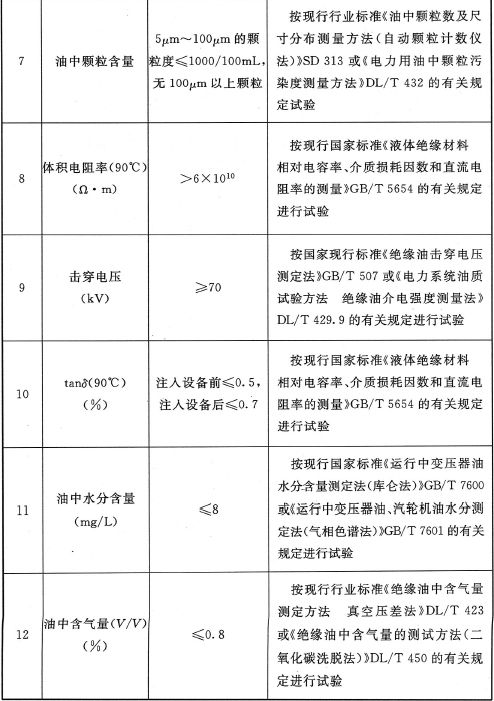 7
油中颗粒含量
5μm~100μm 的颗
粒度≤1000/100mL,
无 100μm 以上颗粒
按现行行业标准《油中颗粒数及尺
寸分布测量方法(自动颗粒计数仪
法)》SD 313 或《电力用油中颗粒污
染度测量方法》DL/T 432 的有关规
定试验
8
体积电阻率(90℃)
(Ω·m)
>6×10¹⁰
按现行国家标准《液体绝缘材料
相对电容率、介质损耗因数和直流电
阻率的测量》GB/T 5654 的有关规定
进行试验
9
击穿电压
(kV)
≥70
按国家现行标准《绝缘油击穿电压
测定法》GB/T 507 或《电力系统油质
试验方法 绝缘油介电强度测量法》
DL/T 429.9 的有关规定进行试验
10
tanδ(90℃)
(%)
注入设备前≤0.5,
注入设备后≤0.7
按现行国家标准《液体绝缘材料
相对电容率、介质损耗因数和直流电
阻率的测量》GB/T 5654 的有关规定
进行试验
11
油中水分含量
(mg/L)
≤8
按现行国家标准《运行中变压器油
水分含量测定法(库仑法)》GB/T 7600
或《运行中变压器油、汽轮机油水分测
定法(气相色谱法)》GB/T 7601 的有关
规定进行试验
12
油中含气量(V/V)
(%)
≤0.8
按现行行业标准《绝缘油中含气量
测定方法 真空压差法》DL/T 423
或《绝缘油中含气量的测试方法(二
氧化碳洗脱法)》DL/T 450 的有关规
定进行试验